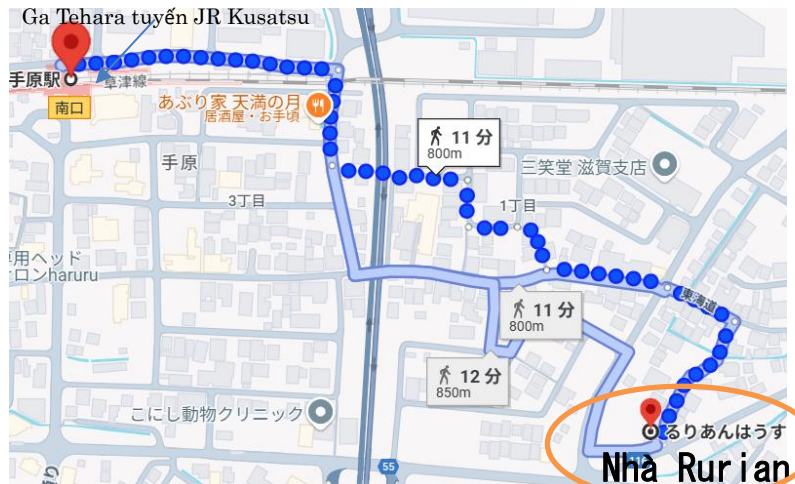 Ga Tehara tuyến JR Kusatsu
手原駅
草津線
南口
あぶり家 天満の月
居酒屋・お手頃
11 分
800m
三笑堂 滋賀支店
手原
3丁目
1丁目
専用ヘッド
ロンharuru
東海道
11 分
800m
12 分
850m
こにし動物クリニック
るりあんはうす
55
116
Nhà Rurian